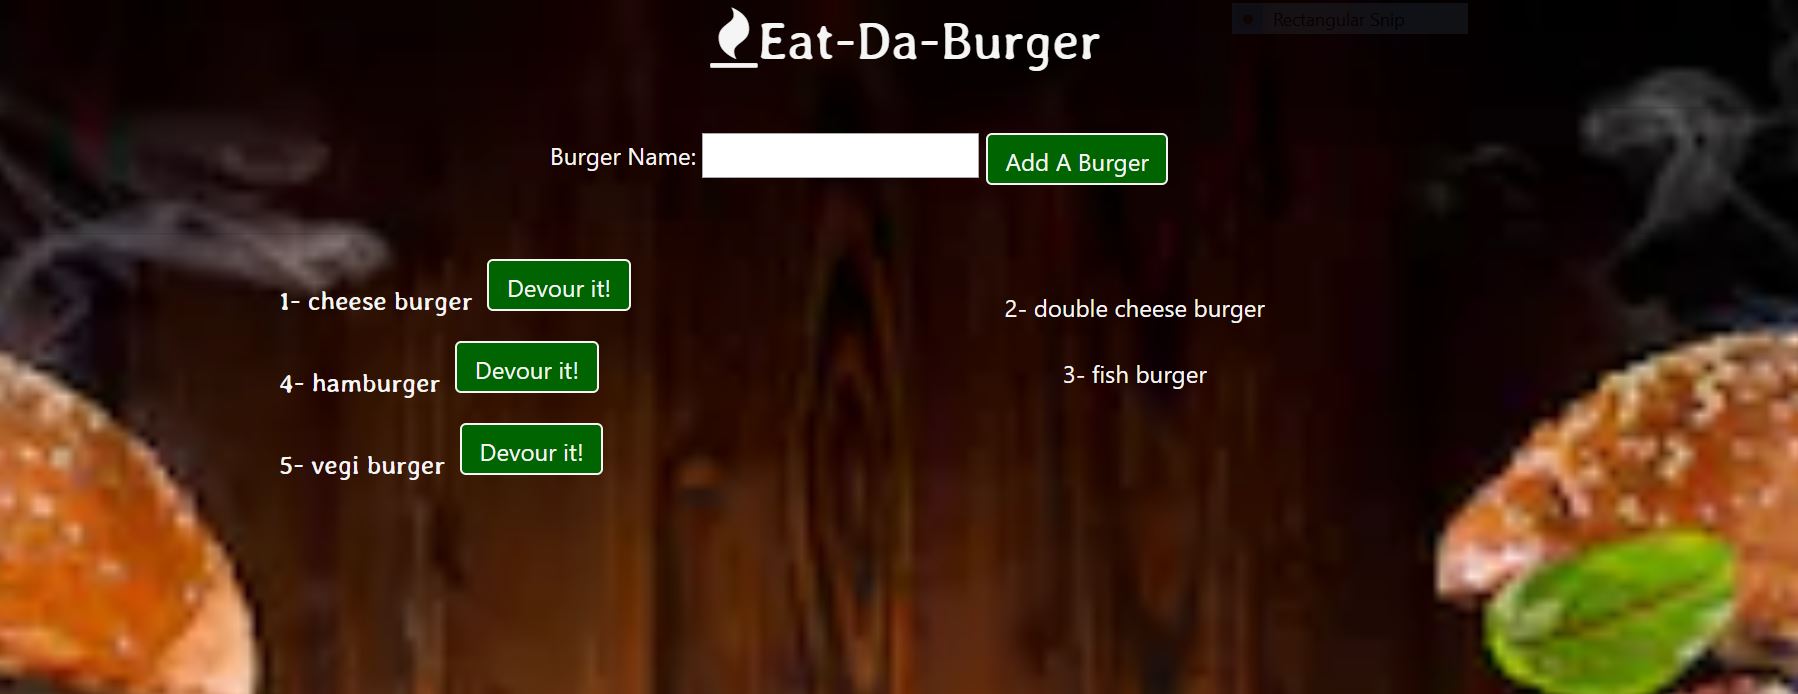 Eat-Da-Burger
Rectangular Snip
Burger Name:
Add A Burger
1- cheese burger
Devour it!
4- hamburger
Devour it!
5- vegi burger
Devour it!
2- double cheese burger
3- fish burger